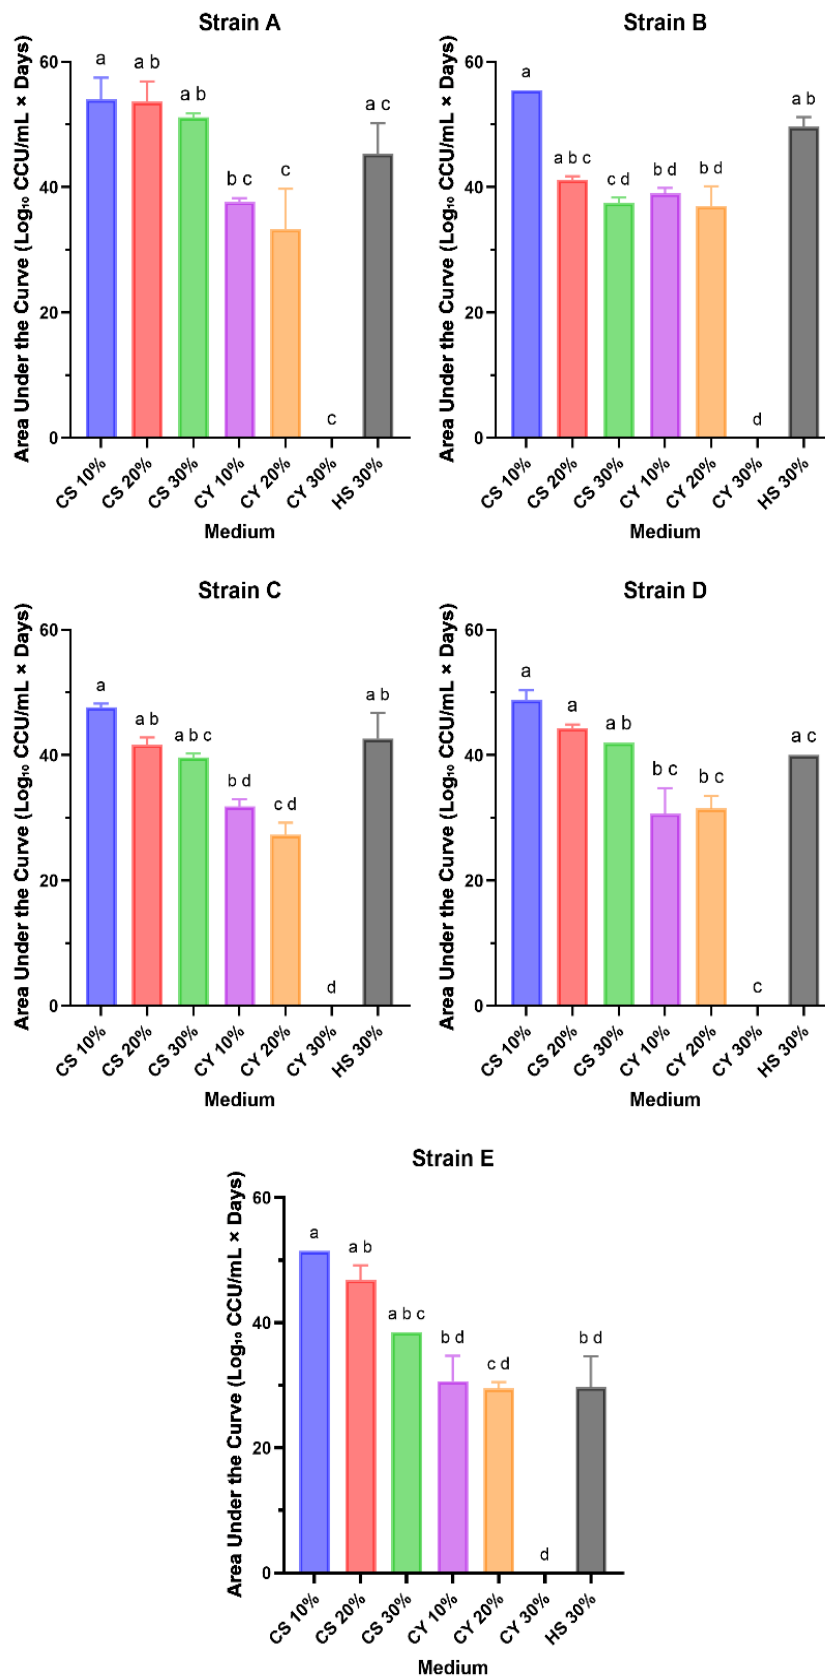 Strain A
Area Under the Curve (Log₁₀ CCU/mL × Days)
60
40
20
0
a
a b
a b
b c
c
c
a c
CS 10%
CS 20%
CS 30%
CY 10%
CY 20%
CY 30%
HS 30%
Medium
Strain B
Area Under the Curve (Log₁₀ CCU/mL × Days)
60
40
20
0
a
a b c
c d
b d
b d
d
a b
CS 10%
CS 20%
CS 30%
CY 10%
CY 20%
CY 30%
HS 30%
Medium
Strain C
Area Under the Curve (Log₁₀ CCU/mL × Days)
60
40
20
0
a
a b
a b c
b d
c d
d
a b
CS 10%
CS 20%
CS 30%
CY 10%
CY 20%
CY 30%
HS 30%
Medium
Strain D
Area Under the Curve (Log₁₀ CCU/mL × Days)
60
40
20
0
a
a
a b
b c
b c
c
a c
CS 10%
CS 20%
CS 30%
CY 10%
CY 20%
CY 30%
HS 30%
Medium
Strain E
Area Under the Curve (Log₁₀ CCU/mL × Days)
60
40
20
0
a
a b
a b c
b d
c d
d
b d
CS 10%
CS 20%
CS 30%
CY 10%
CY 20%
CY 30%
HS 30%
Medium